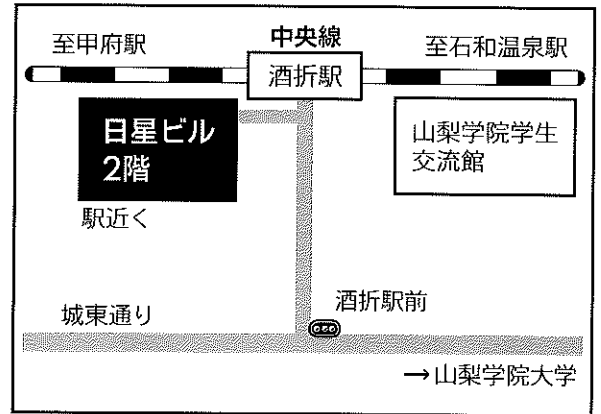 中央線
至甲府駅
至石和温泉駅
酒折駅
日星ビル
2階
山梨学院学生
交流館
駅近く
酒折駅前
城東通り
→山梨学院大学